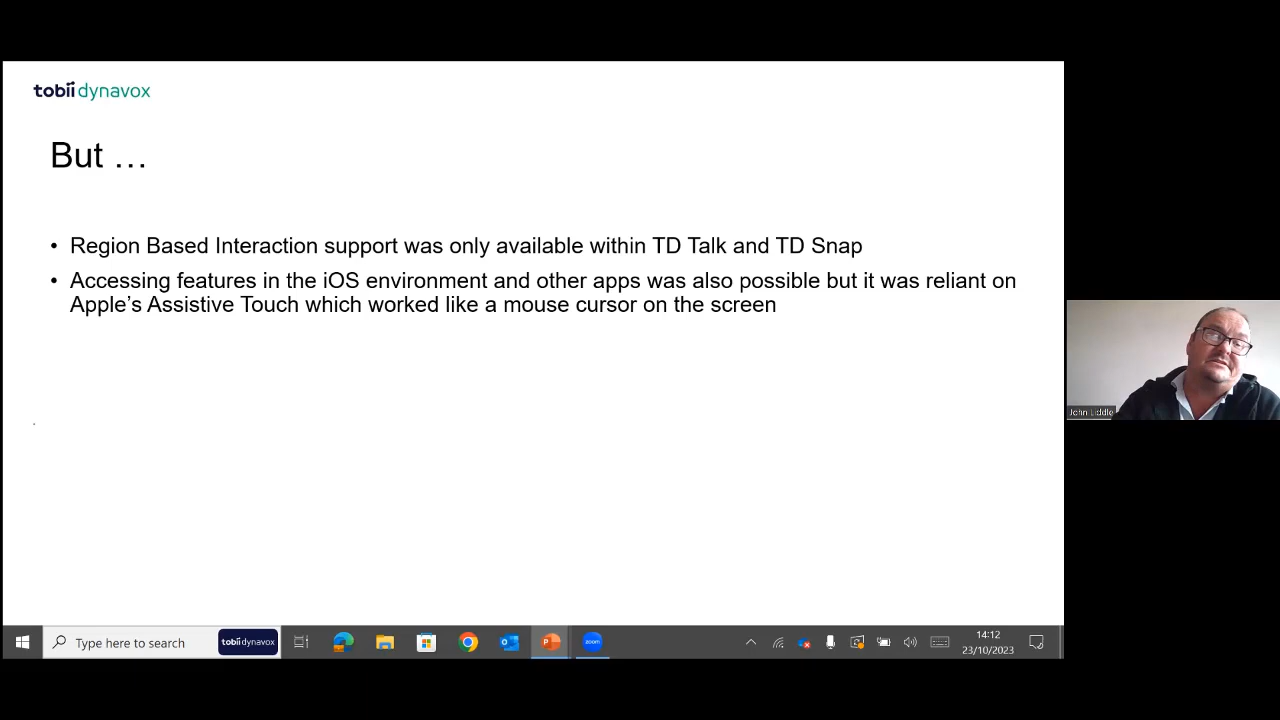 tobii dynavox
But …
• Region Based Interaction support was only available within TD Talk and TD Snap
• Accessing features in the iOS environment and other apps was also possible but it was reliant on
Apple’s Assistive Touch which worked like a mouse cursor on the screen
John Liddle
Type here to search
tobii dynavox
zoom
14:12
23/10/2023